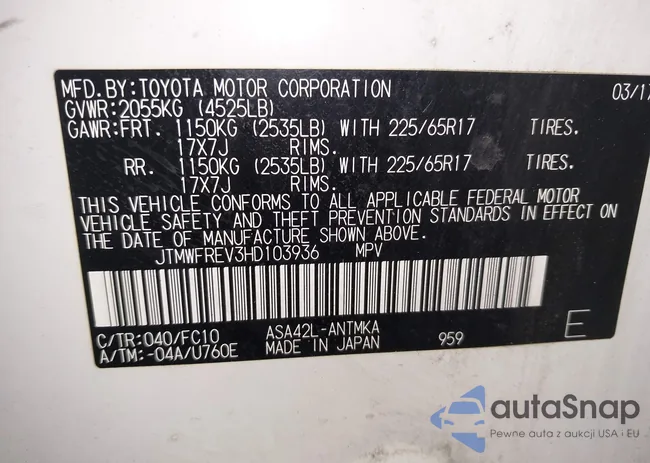 MFD.BY:TOYOTA MOTOR CORPORATION 03/17
GVWR:2055KG (4525LB)
GAWR:FRT. 1150KG (2535LB) WITH 225/65R17 TIRES.
17X7J RIMS.
RR. 1150KG (2535LB) WITH 225/65R17 TIRES.
17X7J RIMS.
THIS VEHICLE CONFORMS TO ALL APPLICABLE FEDERAL MOTOR
VEHICLE SAFETY AND THEFT PREVENTION STANDARDS IN EFFECT ON
THE DATE OF MANUFACTURE SHOWN ABOVE.
JTMWFREV3HD103936 MPV
C/TR:040/FC10 ASA42L-ANTMKA
A/TM:-04A/U760E MADE IN JAPAN 959 E
autaSnap
Pewne auta z aukcji USA i EU